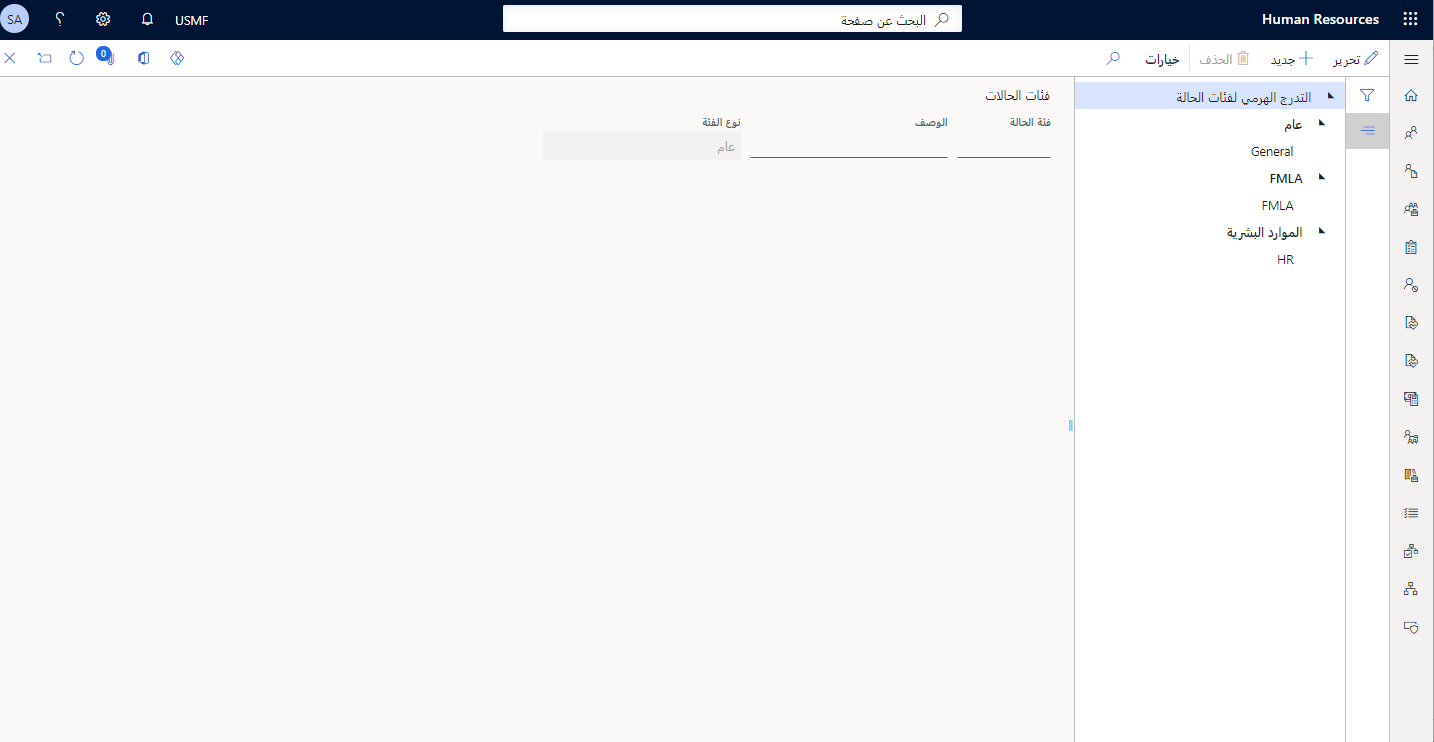 Human Resources
البحث عن صفحة
USMF
؟
SA
تحرير
جديد
الحذف
خيارات
0
التدرج الهرمي لفئات الحالة
عام
General
FMLA
FMLA
الموارد البشرية
HR
فئات الحالات
فئة الحالة
الوصف
نوع الفئة
عام